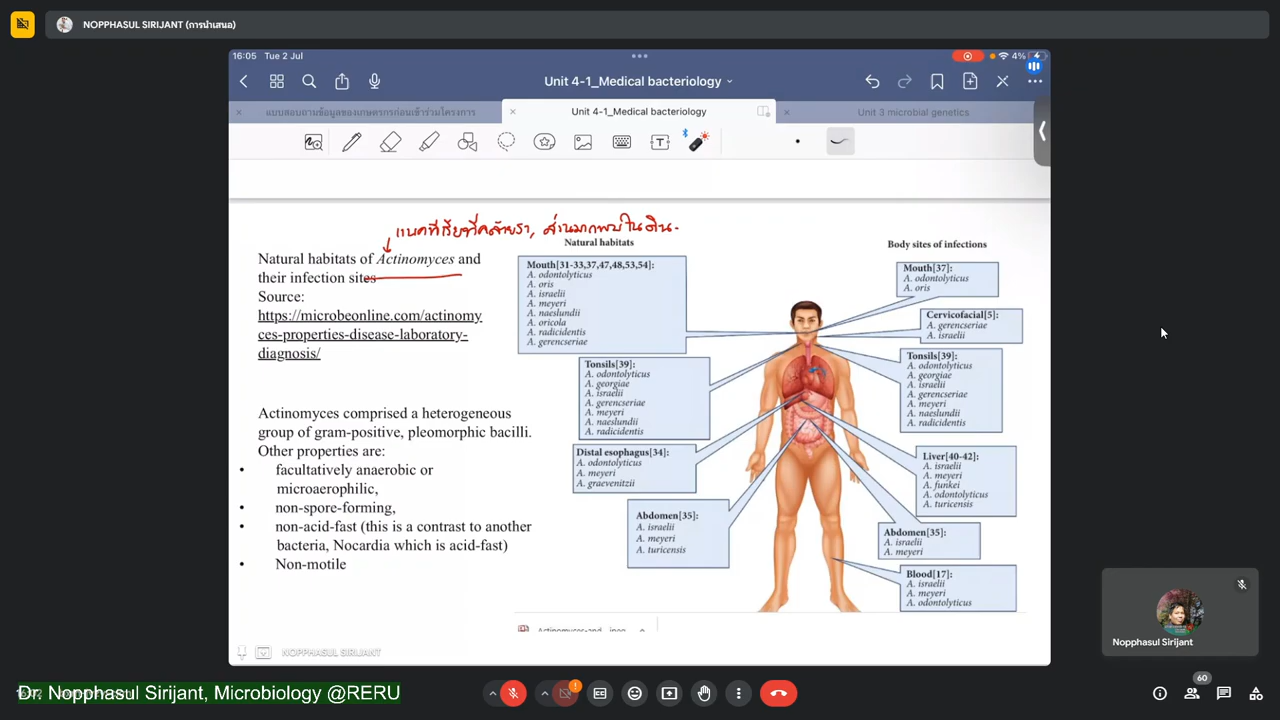 NOPPHASUL SIRIJANT (การนำเสนอ)
16:05 Tue 2 Jul
4%
Unit 4-1_Medical bacteriology
แบบสอบถามข้อมูลของเกษตรกรก่อนเข้าร่วมโครงการ
Unit 4-1_Medical bacteriology
Unit 3 microbial genetics
แบคทีเรียที่คล้ายรา, ส่วนมากพบในดิน.
Natural habitats of Actinomyces and
their infection sites
Source:
https://microbeonline.com/actinomy
ces-properties-disease-laboratory-
diagnosis/
Actinomyces comprised a heterogeneous
group of gram-positive, pleomorphic bacilli.
Other properties are:
• facultatively anaerobic or
microaerophilic,
• non-spore-forming,
• non-acid-fast (this is a contrast to another
bacteria, Nocardia which is acid-fast)
• Non-motile
Natural habitats
Mouth[31-33,37,47,48,53,54]:
A. odontolyticus
A. oris
A. israelii
A. meyeri
A. naeslundii
A. oricola
A. radicidentis
A. gerencseriae
Tonsils[39]:
A. odontolyticus
A. georgiae
A. israelii
A. gerencseriae
A. meyeri
A. naeslundii
A. radicidentis
Distal esophagus[34]:
A. odontolyticus
A. meyeri
A. graevenitzii
Abdomen[35]:
A. israelii
A. meyeri
A. turicensis
Body sites of infections
Mouth[37]:
A. odontolyticus
A. oris
Cervicofacial[5]:
A. gerencseriae
A. israelii
Tonsils[39]:
A. odontolyticus
A. georgiae
A. israelii
A. gerencseriae
A. meyeri
A. naeslundii
A. radicidentis
Liver[40-42]:
A. israelii
A. meyeri
A. funkei
A. odontolyticus
A. turicensis
Abdomen[35]:
A. israelii
A. meyeri
Blood[17]:
A. israelii
A. meyeri
A. odontolyticus
NOPPHASUL SIRIJANT
Nopphasul Sirijant
Dr. Nopphasul Sirijant, Microbiology @RERU
60